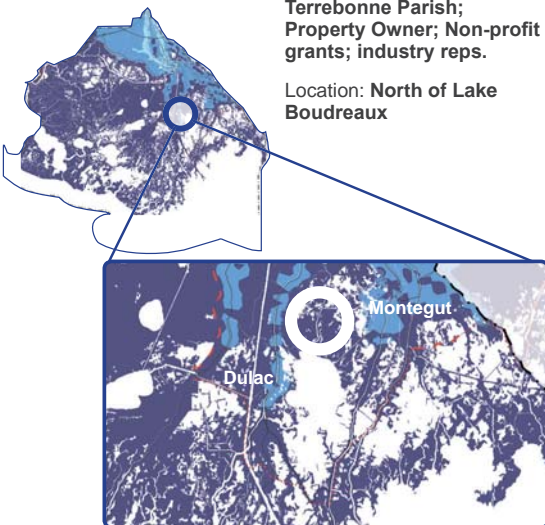 Terrebonne Parish;
Property Owner; Non-profit
grants; industry reps.
Location: North of Lake
Boudreaux
Montegut
Dulac